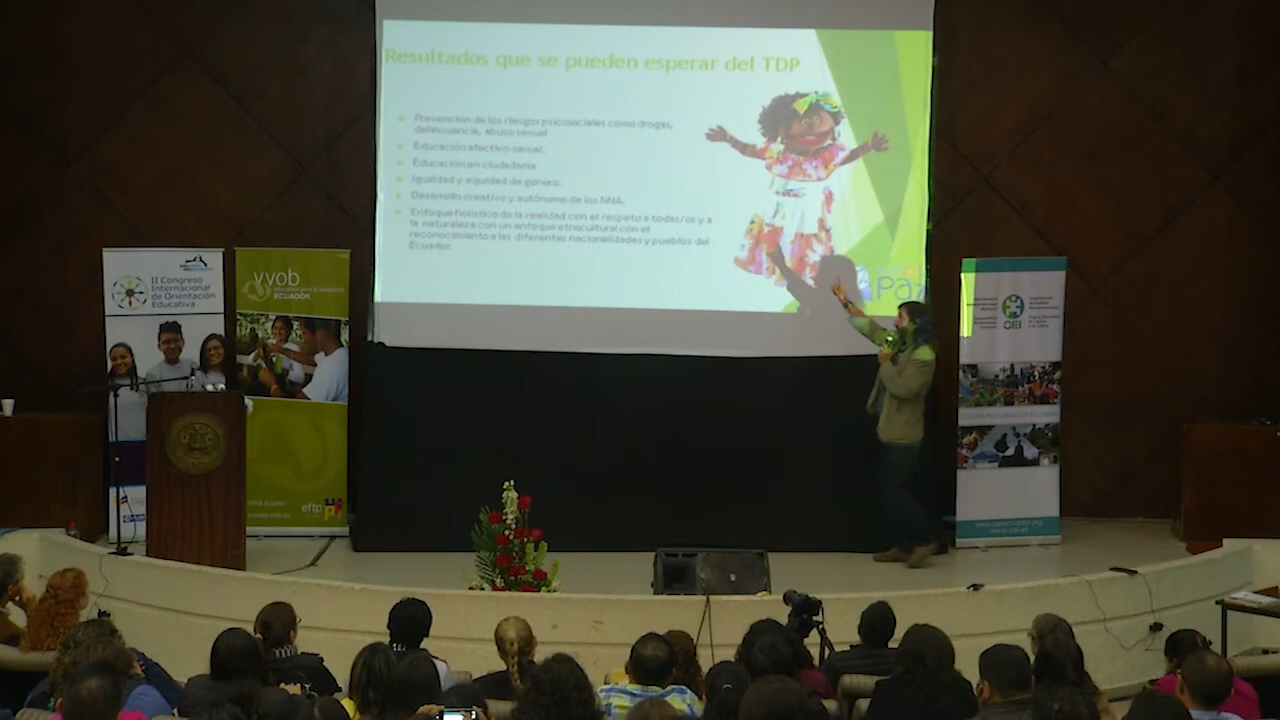 Resultados que se pueden esperar del TDP
Prevención de los riesgos psicosociales como drogas,
delincuencia, abuso sexual
Educación afectivo-sexual.
Educación en ciudadanía
Igualdad y equidad de género.
Desarrollo creativo y autónomo de los NNA.
Enfoque holístico de la realidad con el respeto a todas/os y a
la naturaleza con un enfoque etnocultural con el
reconocimiento a las diferentes nacionalidades y pueblos del
Ecuador.
Paz
II Congreso
Internacional
de Orientación
Educativa
vvob
ECUADOR
eftp
OEI
www.oei.es